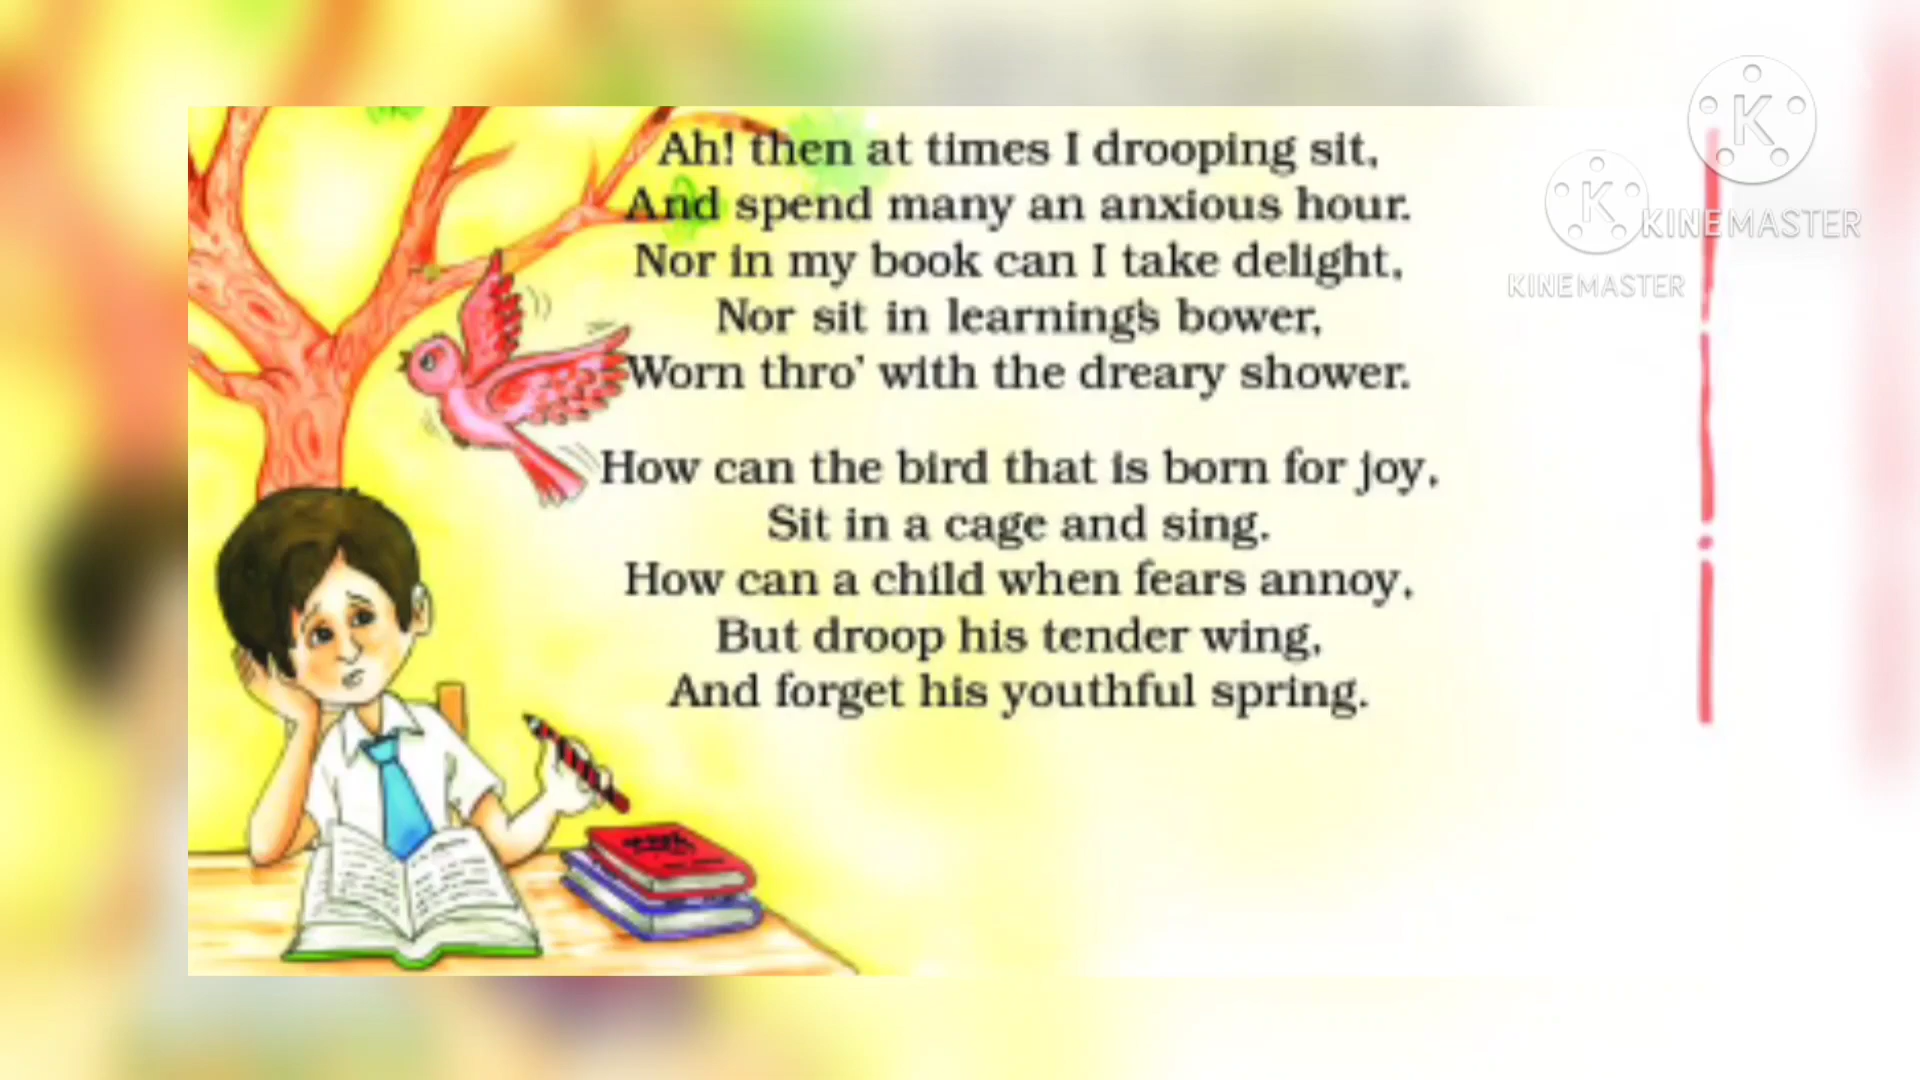 Ah! then at times I drooping sit,
And spend many an anxious hour.
Nor in my book can I take delight,
Nor sit in learning's bower,
Worn thro' with the dreary shower.
How can the bird that is born for joy,
Sit in a cage and sing.
How can a child when fears annoy,
But droop his tender wing,
And forget his youthful spring.
K
KINEMASTER
K
KINEMASTER